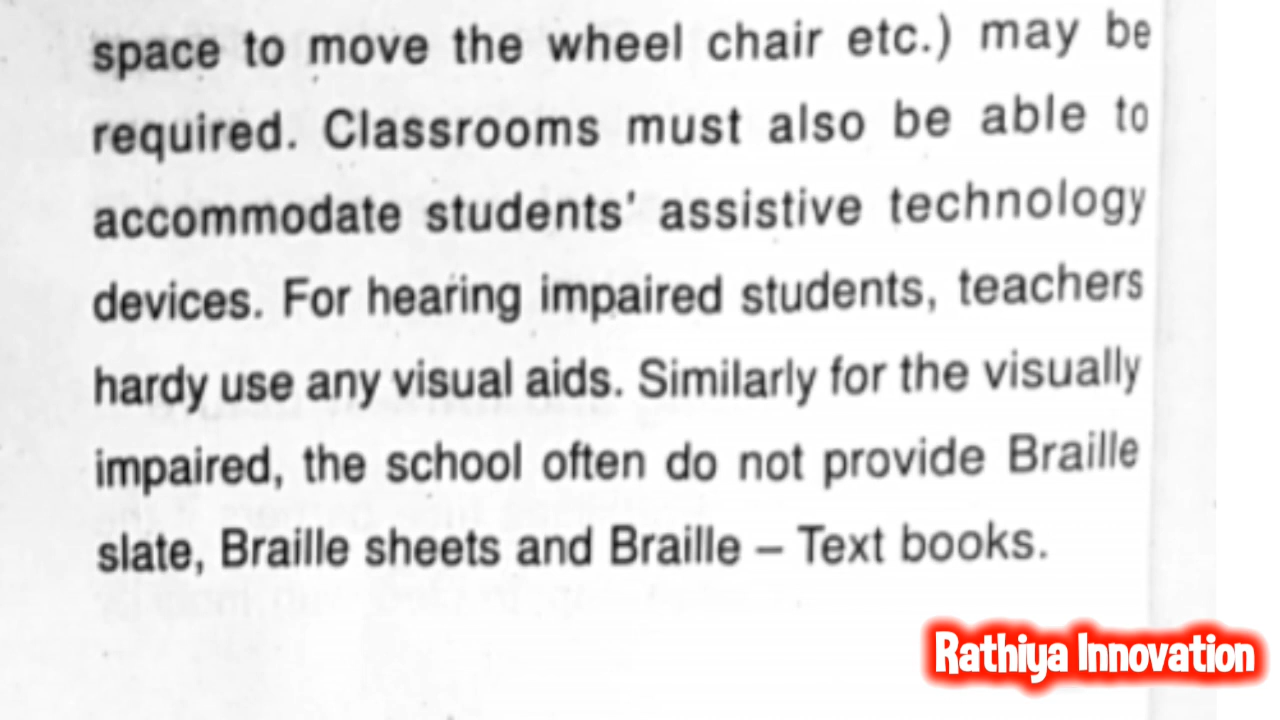 space to move the wheel chair etc.) may be
required. Classrooms must also be able to
accommodate students' assistive technology
devices. For hearing impaired students, teachers
hardy use any visual aids. Similarly for the visually
impaired, the school often do not provide Braille
slate, Braille sheets and Braille – Text books.
Rathiya Innovation